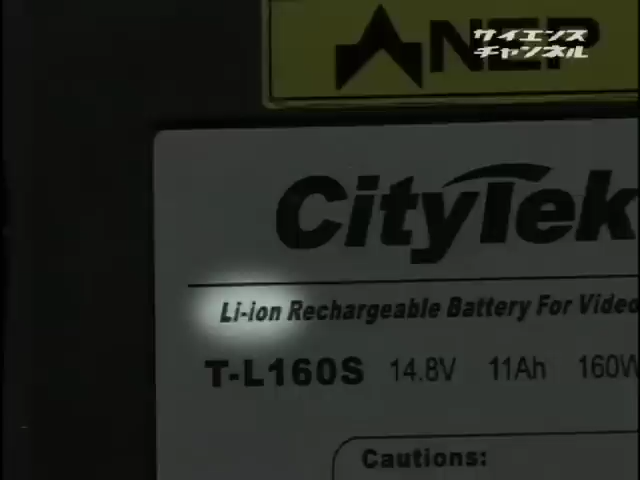 NEP
サイエンス
チャンネル
CityTek
Li-ion Rechargeable Battery For Video
T-L160S 14.8V 11Ah 160W
Cautions: